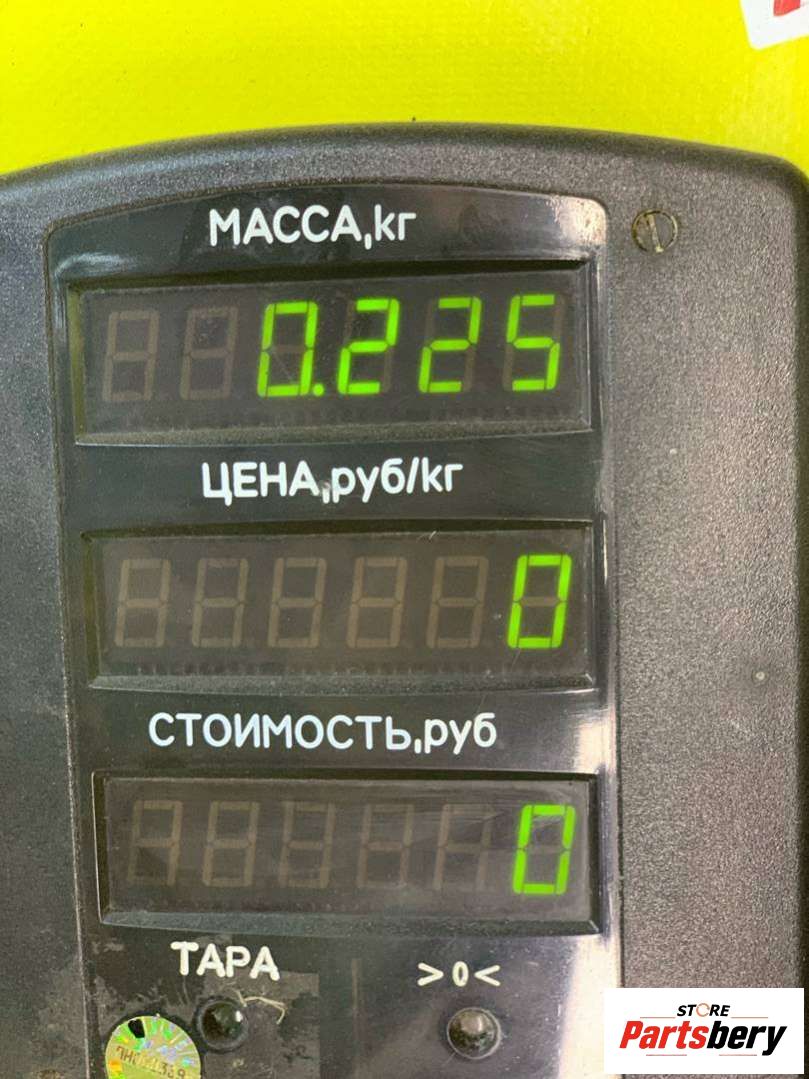 МАССА,кг
0.225
ЦЕНА,руб/кг
0
СТОИМОСТЬ,руб
0
ТАРА >0<
STORE
Partsbery